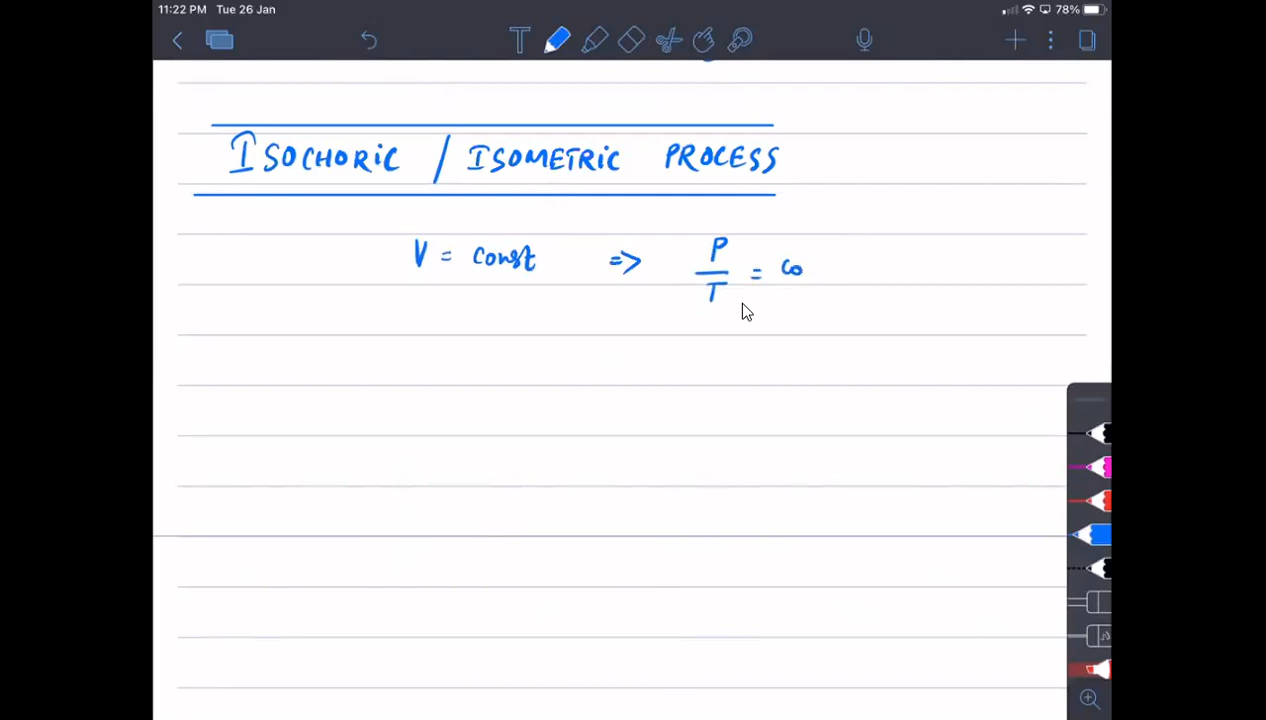 11:22 PM Tue 26 Jan 78%
ISOCHORIC / ISOMETRIC PROCESS
V = const => P/T = co